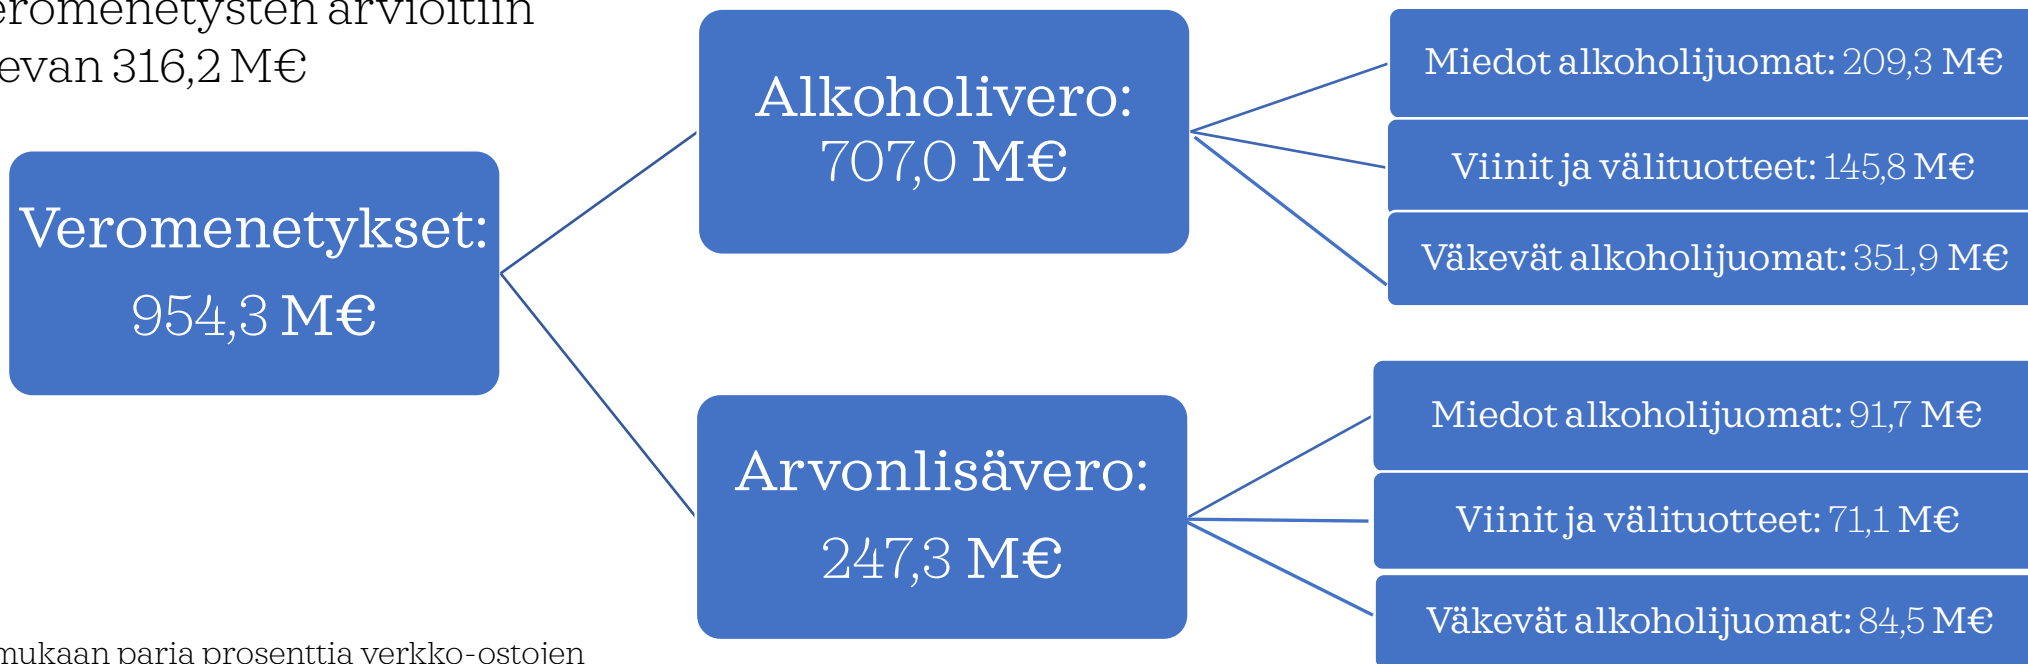 eromenetysten arvioitiin
evan 316,2 M€
Veromenetykset:
954,3 M€
Alkoholivero:
707,0 M€
Miedot alkoholijuomat: 209,3 M€
Viinit ja välituotteet: 145,8 M€
Väkevät alkoholijuomat: 351,9 M€
Arvonlisävero:
247,3 M€
Miedot alkoholijuomat: 91,7 M€
Viinit ja välituotteet: 71,1 M€
Väkevät alkoholijuomat: 84,5 M€
mukaan paria prosenttia verkko-ostojen